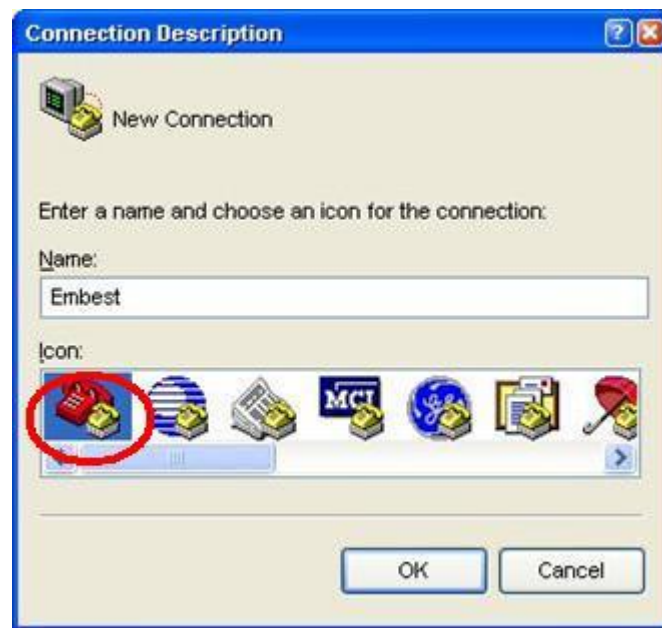 Connection Description
New Connection
Enter a name and choose an icon for the connection:
Name:
Embest
Icon:
MCI
OK
Cancel